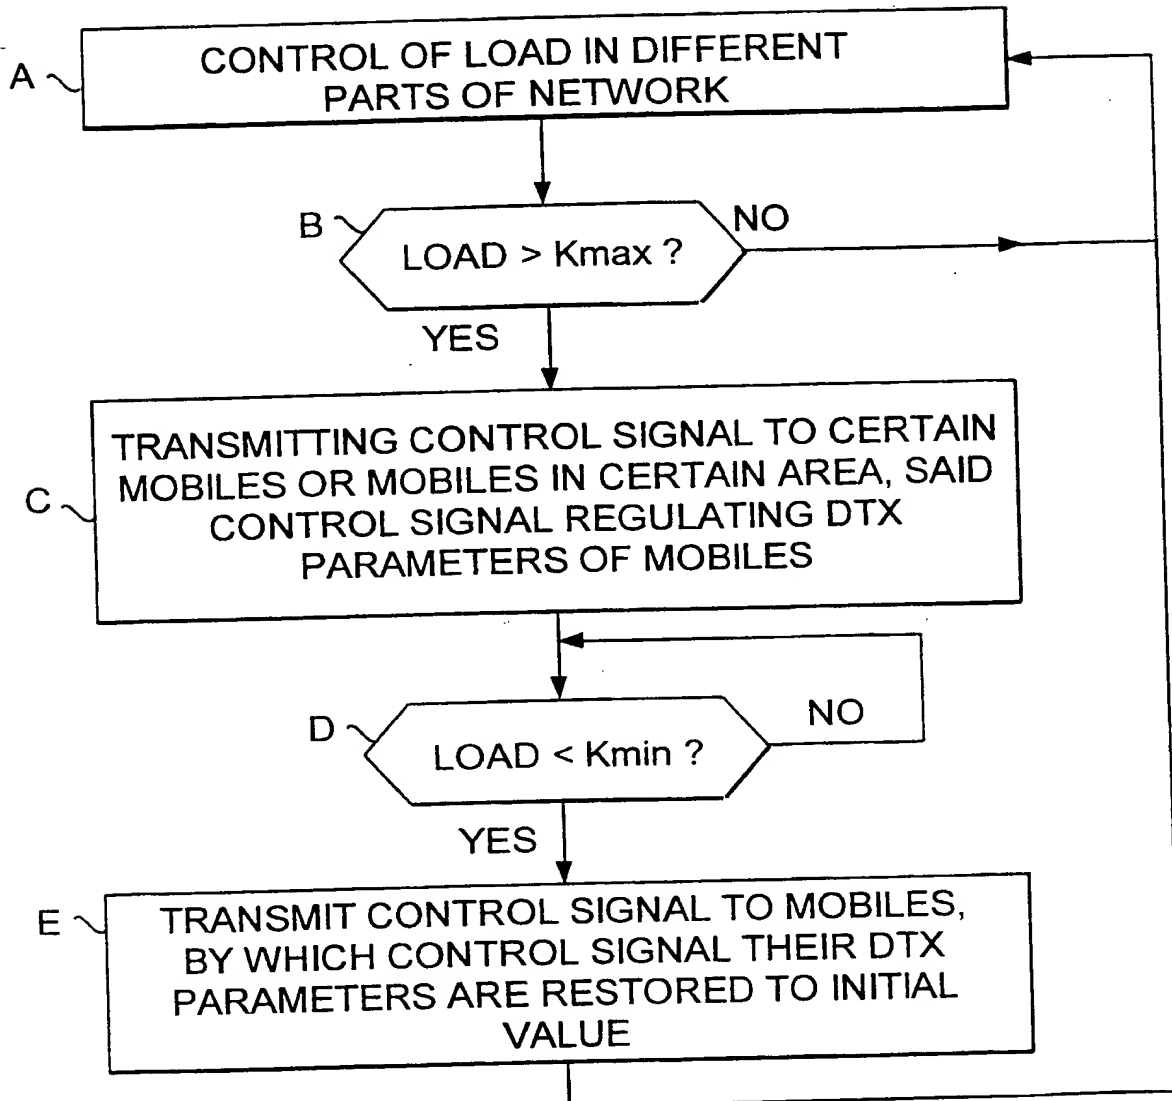 A
CONTROL OF LOAD IN DIFFERENT
PARTS OF NETWORK
B
LOAD > Kmax ?
NO
YES
C
TRANSMITTING CONTROL SIGNAL TO CERTAIN
MOBILES OR MOBILES IN CERTAIN AREA, SAID
CONTROL SIGNAL REGULATING DTX
PARAMETERS OF MOBILES
D
LOAD < Kmin ?
NO
YES
E
TRANSMIT CONTROL SIGNAL TO MOBILES,
BY WHICH CONTROL SIGNAL THEIR DTX
PARAMETERS ARE RESTORED TO INITIAL
VALUE